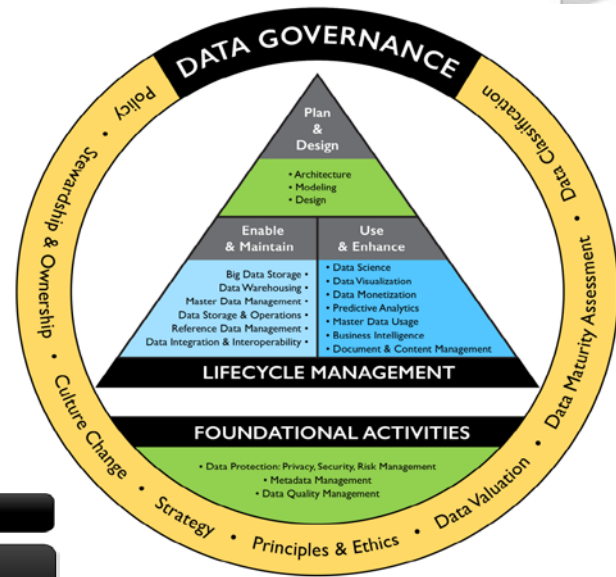 DATA GOVERNANCE
Policy • Stewardship & Ownership • Culture Change • Strategy • Principles & Ethics • Data Valuation • Data Maturity Assessment • Data Classification
Plan
&
Design
• Architecture
• Modeling
• Design
Enable
& Maintain
Big Data Storage •
Data Warehousing •
Master Data Management •
Data Storage & Operations •
Reference Data Management •
Data Integration & Interoperability •
Use
& Enhance
• Data Science
• Data Visualization
• Data Monetization
• Predictive Analytics
• Master Data Usage
• Business Intelligence
• Document & Content Management
LIFECYCLE MANAGEMENT
FOUNDATIONAL ACTIVITIES
• Data Protection: Privacy, Security, Risk Management
• Metadata Management
• Data Quality Management